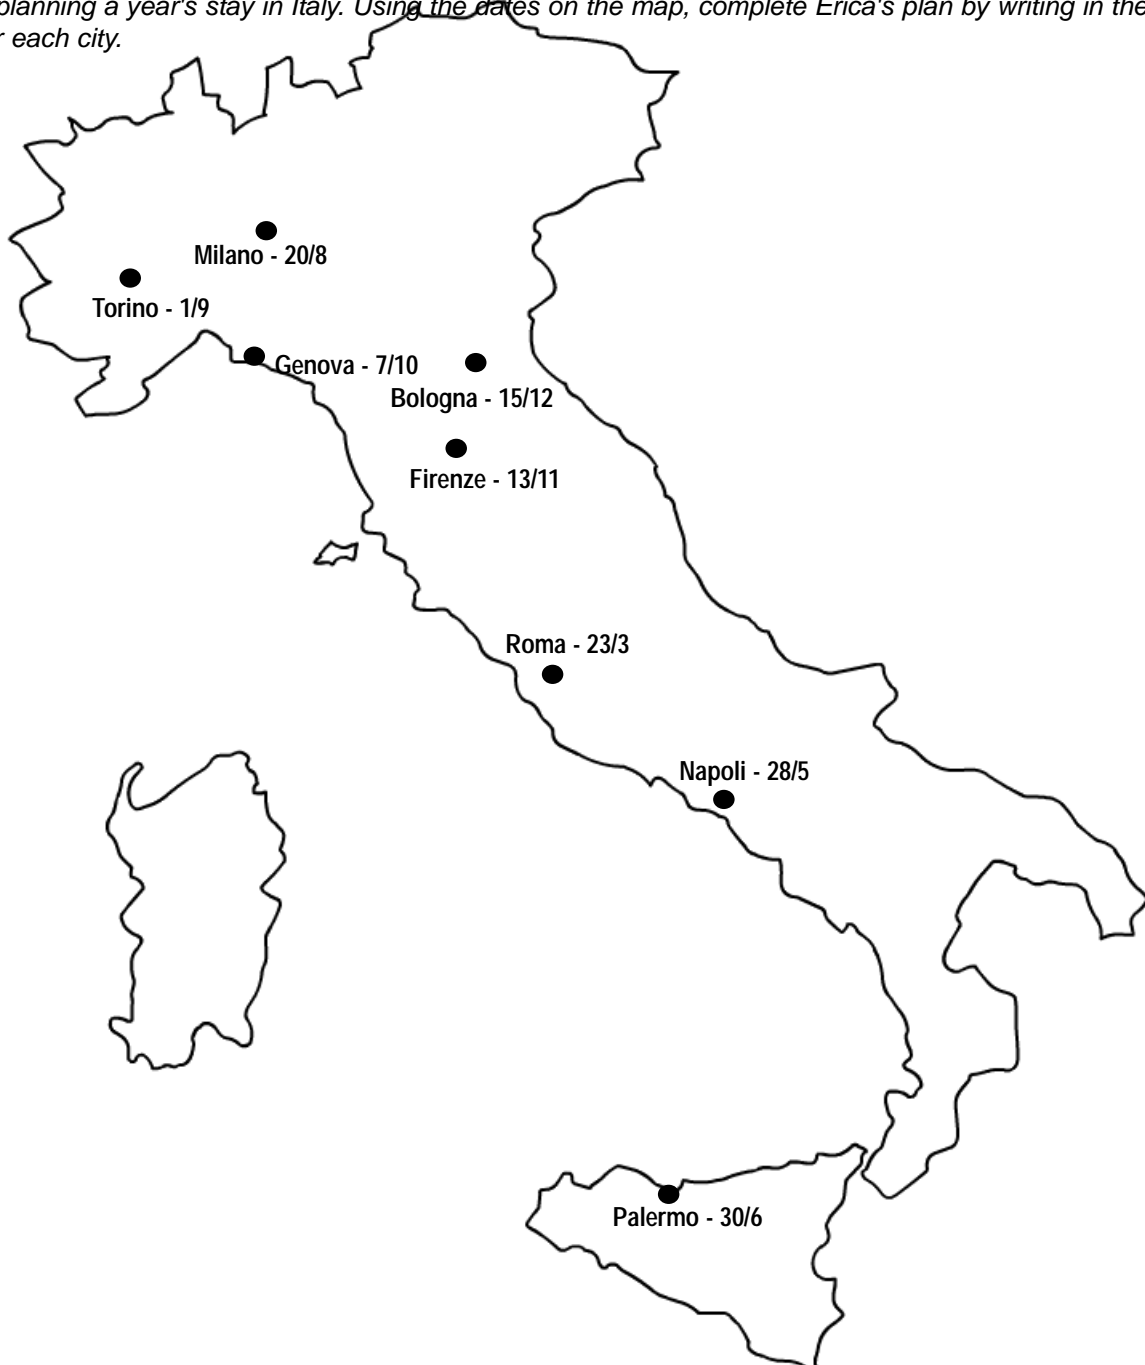 planning a year's stay in Italy. Using the dates on the map, complete Erica's plan by writing in the
each city.
Milano - 20/8
Torino - 1/9
Genova - 7/10
Bologna - 15/12
Firenze - 13/11
Roma - 23/3
Napoli - 28/5
Palermo - 30/6